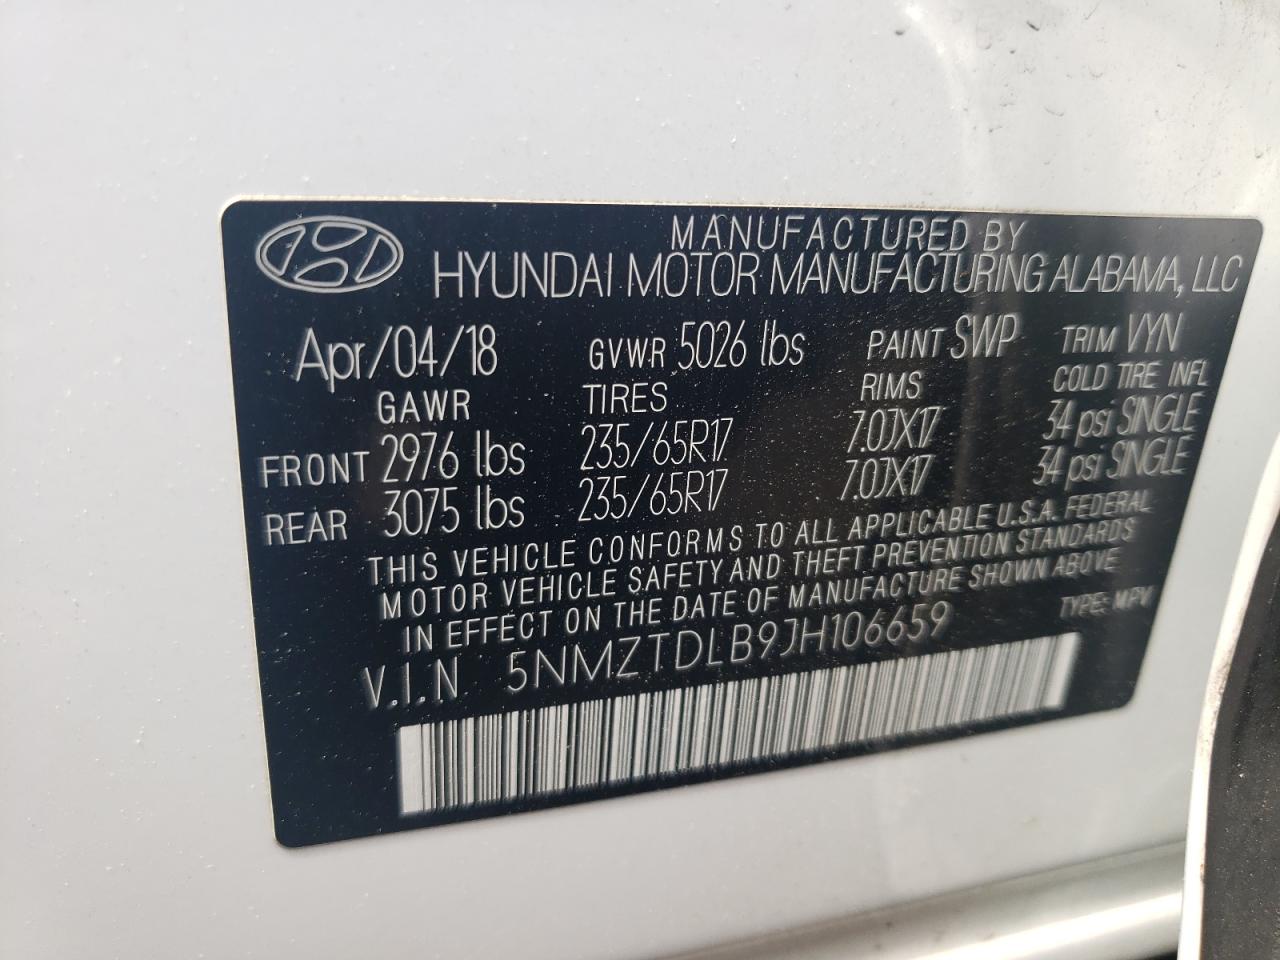 MANUFACTURED BY
HYUNDAI MOTOR MANUFACTURING ALABAMA, LLC
Apr/04/18 GVWR 5026 lbs PAINT SWP TRIM VYN
GAWR TIRES RIMS COLD TIRE INFL
FRONT 2976 lbs 235/65R17 7.0JX17 34 psi SINGLE
REAR 3075 lbs 235/65R17 7.0JX17 34 psi SINGLE
THIS VEHICLE CONFORMS TO ALL APPLICABLE U.S.A. FEDERAL
MOTOR VEHICLE SAFETY AND THEFT PREVENTION STANDARDS
IN EFFECT ON THE DATE OF MANUFACTURE SHOWN ABOVE
V.I.N 5NMZTDLB9JH106659 TYPE: MPV